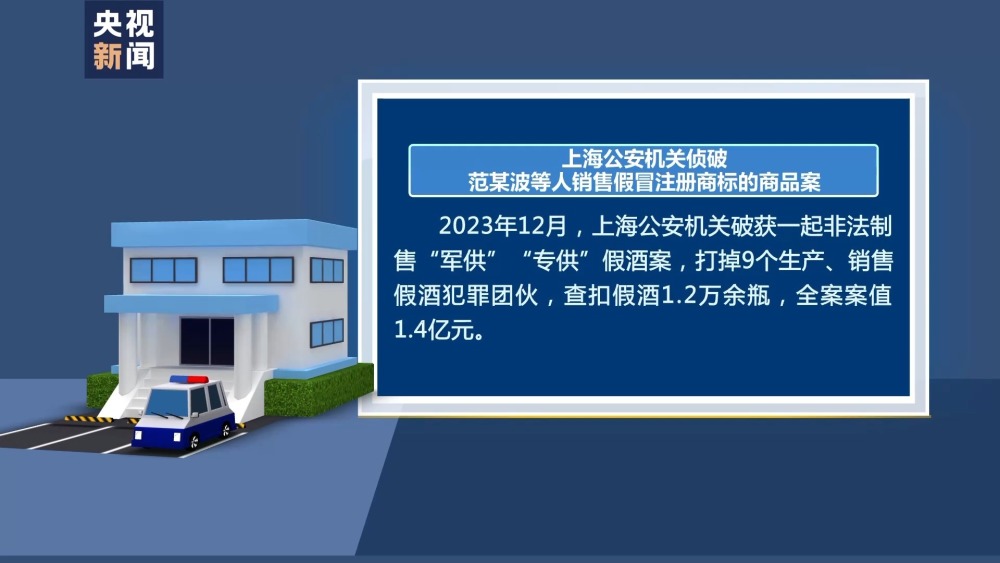 央视
新闻
上海公安机关侦破
范某波等人销售假冒注册商标的商品案
2023年12月，上海公安机关破获一起非法制
售“军供”“专供”假酒案，打掉9个生产、销售
假酒犯罪团伙，查扣假酒1.2万余瓶，全案案值
1.4亿元。